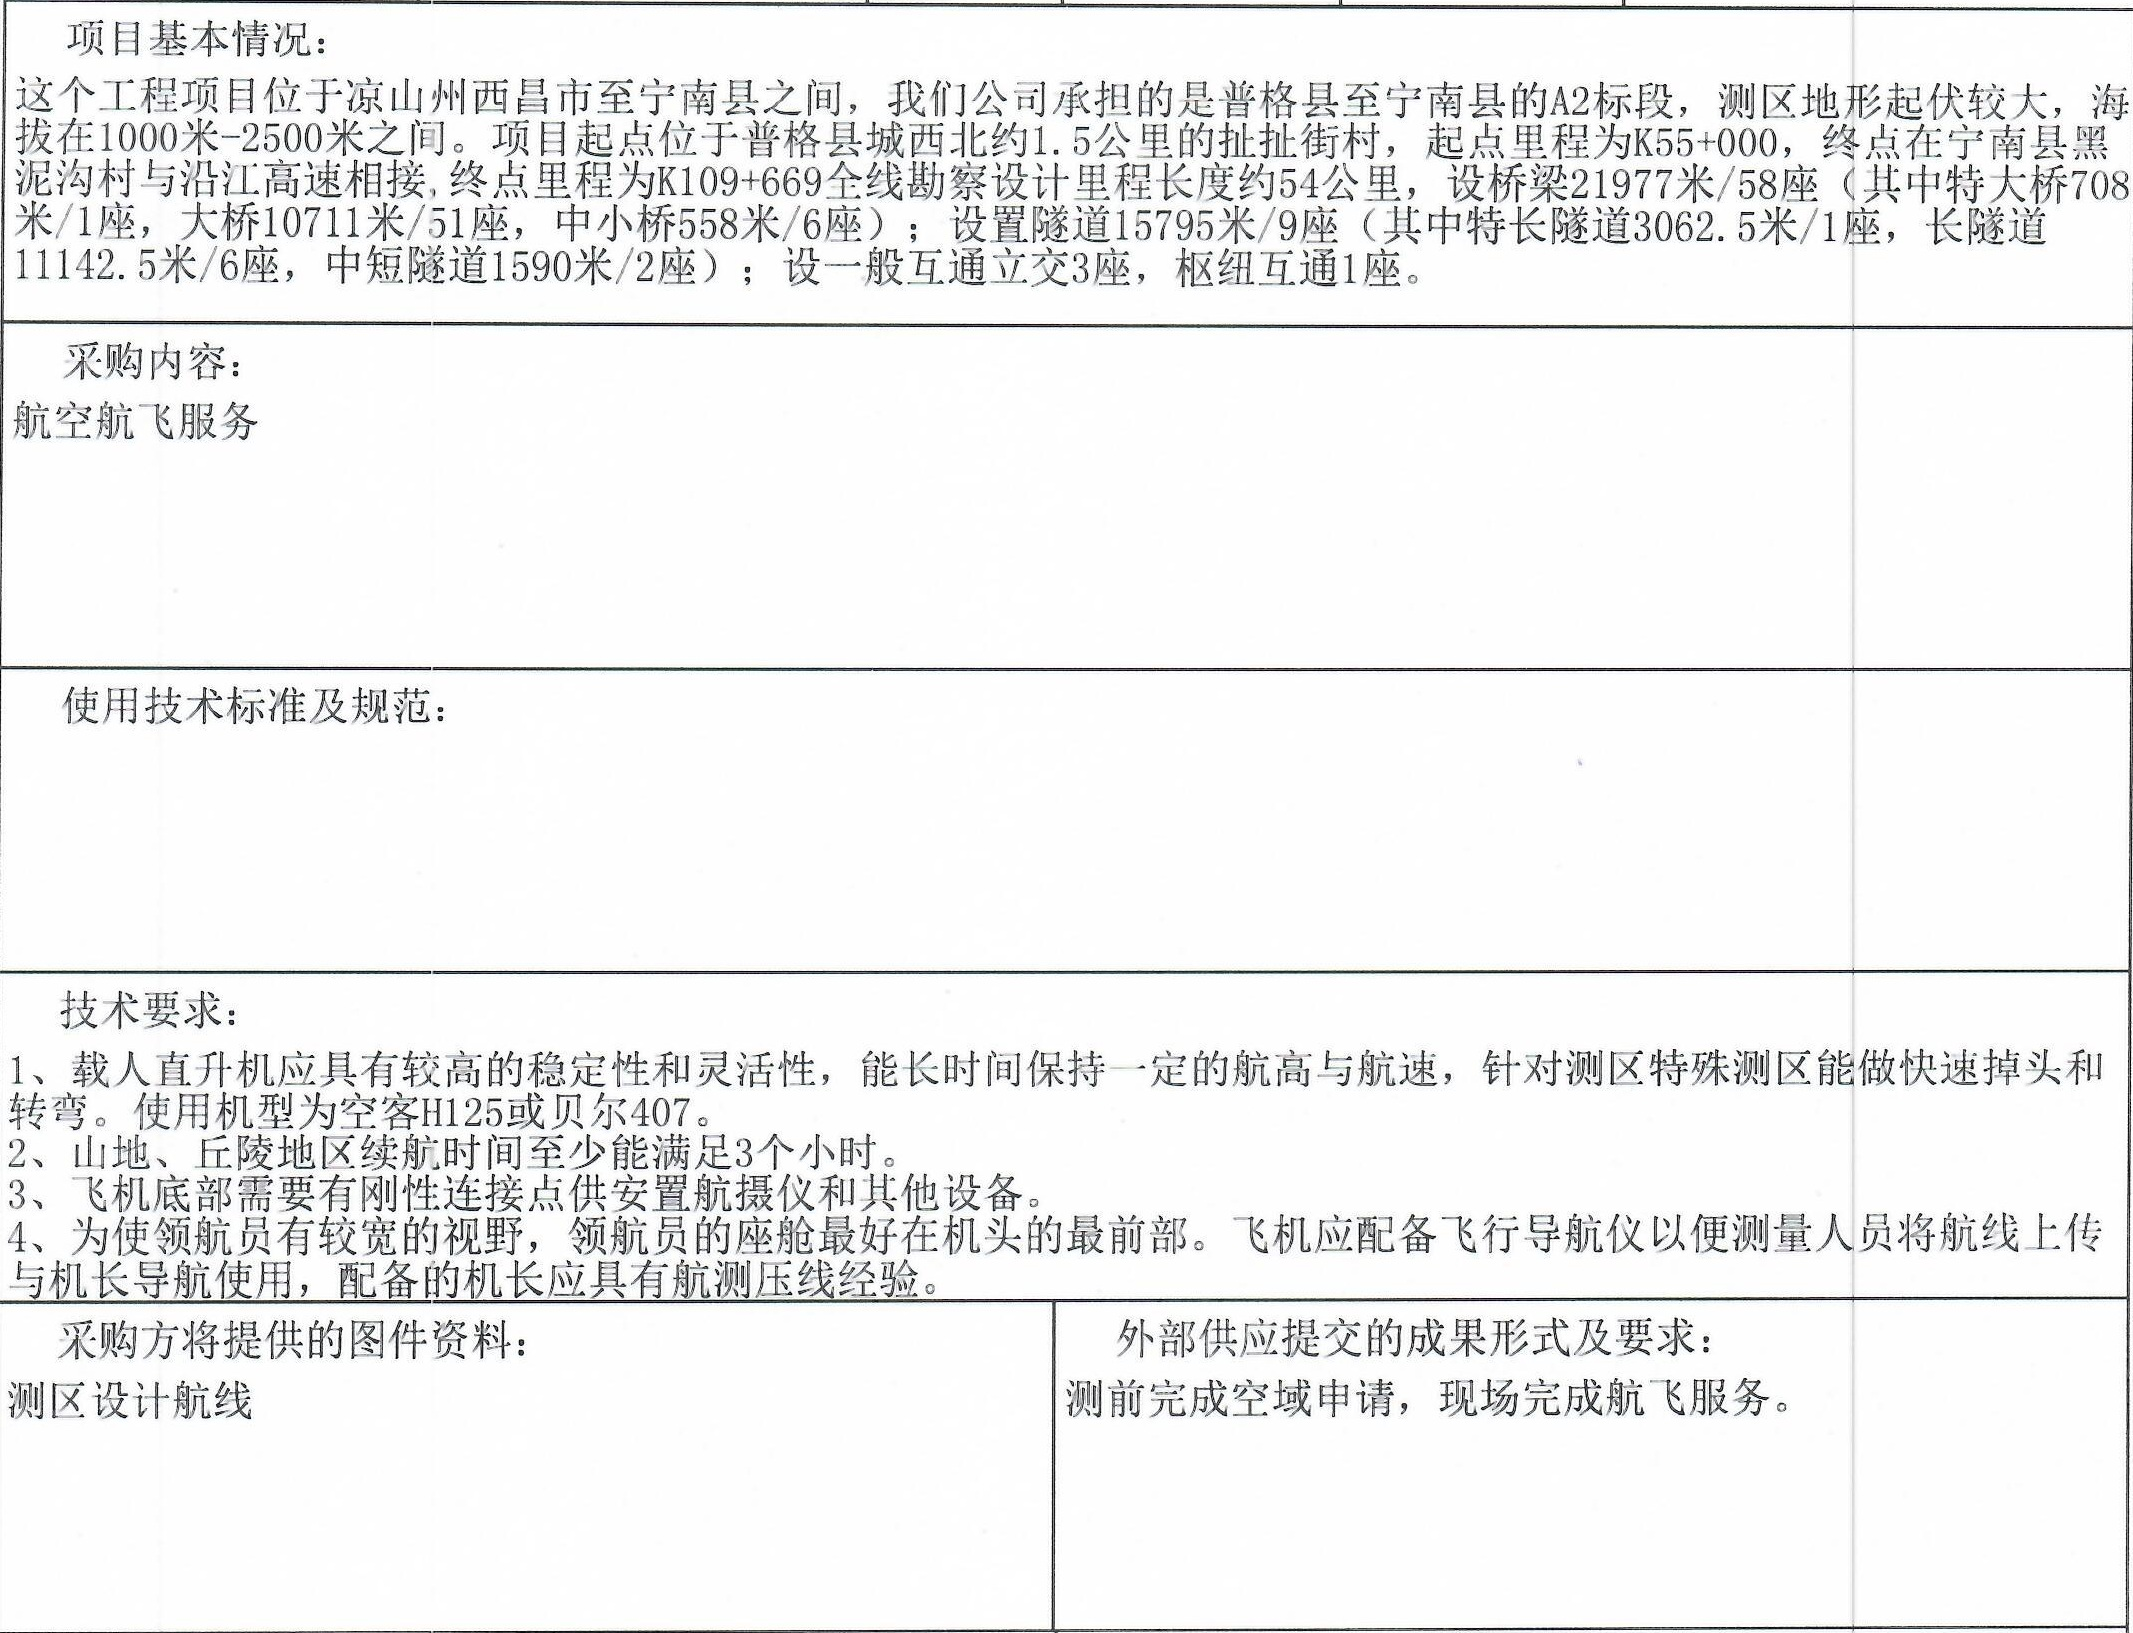 项目基本情况：
这个工程项目位于凉山州西昌市至宁南县之间，我们公司承担的是普格县至宁南县的A2标段，测区地形起伏较大，海
拔在1000米-2500米之间。项目起点位于普格县城西北约1.5公里的扯扯街村，起点里程为K55+000，终点在宁南县黑
泥沟村与沿江高速相接,终点里程为K109+669全线勘察设计里程长度约54公里，设桥梁21977米/58座（其中特大桥708
米/1座，大桥10711米/51座，中小桥558米/6座）；设置隧道15795米/9座（其中特长隧道3062.5米/1座，长隧道
11142.5米/6座，中短隧道1590米/2座）；设一般互通立交3座，枢纽互通1座。
采购内容：
航空航飞服务
使用技术标准及规范：
技术要求：
1、载人直升机应具有较高的稳定性和灵活性，能长时间保持一定的航高与航速，针对测区特殊测区能做快速掉头和
转弯。使用机型为空客H125或贝尔407。
2、山地、丘陵地区续航时间至少能满足3个小时。
3、飞机底部需要有刚性连接点供安置航摄仪和其他设备。
4、为使领航员有较宽的视野，领航员的座舱最好在机头的最前部。飞机应配备飞行导航仪以便测量人员将航线上传
与机长导航使用，配备的机长应具有航测压线经验。
采购方将提供的图件资料：
测区设计航线
外部供应提交的成果形式及要求：
测前完成空域申请，现场完成航飞服务。